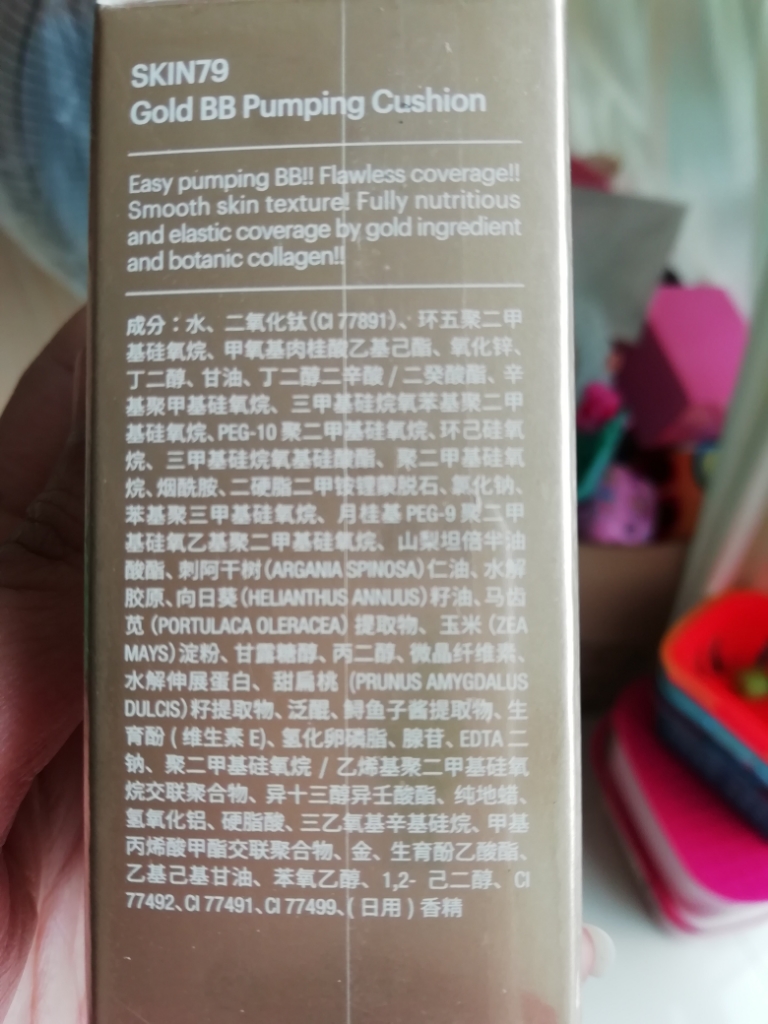 SKIN79
Gold BB Pumping Cushion
Easy pumping BB!! Flawless coverage!!
Smooth skin texture! Fully nutritious
and elastic coverage by gold ingredient
and botanic collagen!!
成分：水、二氧化钛(CI 77891)、环五聚二甲
基硅氧烷、甲氧基肉桂酸乙基己酯、氧化锌、
丁二醇、甘油、丁二醇二辛酸 / 二癸酸酯、辛
基聚甲基硅氧烷、三甲基硅烷氧苯基聚二甲
基硅氧烷、PEG-10 聚二甲基硅氧烷、环己硅氧
烷、三甲基硅烷氧基硅酸酯、聚二甲基硅氧
烷、烟酰胺、二硬脂二甲铵锂蒙脱石、氯化钠、
苯基聚三甲基硅氧烷、月桂基 PEG-9 聚二甲
基硅氧乙基聚二甲基硅氧烷、山梨坦倍半油
酸酯、刺阿干树(ARGANIA SPINOSA)仁油、水解
胶原、向日葵(HELIANTHUS ANNUUS)籽油、马齿
苋 (PORTULACA OLERACEA) 提取物、玉米 (ZEA
MAYS)淀粉、甘露糖醇、丙二醇、微晶纤维素、
水解伸展蛋白、甜扁桃 (PRUNUS AMYGDALUS
DULCIS)籽提取物、泛醌、鲟鱼子酱提取物、生
育酚 ( 维生素 E)、氢化卵磷脂、腺苷、EDTA 二
钠、聚二甲基硅氧烷 / 乙烯基聚二甲基硅氧
烷交联聚合物、异十三醇异壬酸酯、纯地蜡、
氢氧化铝、硬脂酸、三乙氧基辛基硅烷、甲基
丙烯酸甲酯交联聚合物、金、生育酚乙酸酯、
乙基己基甘油、苯氧乙醇、1,2- 己二醇、CI
77492、CI 77491、CI 77499、( 日用 ) 香精